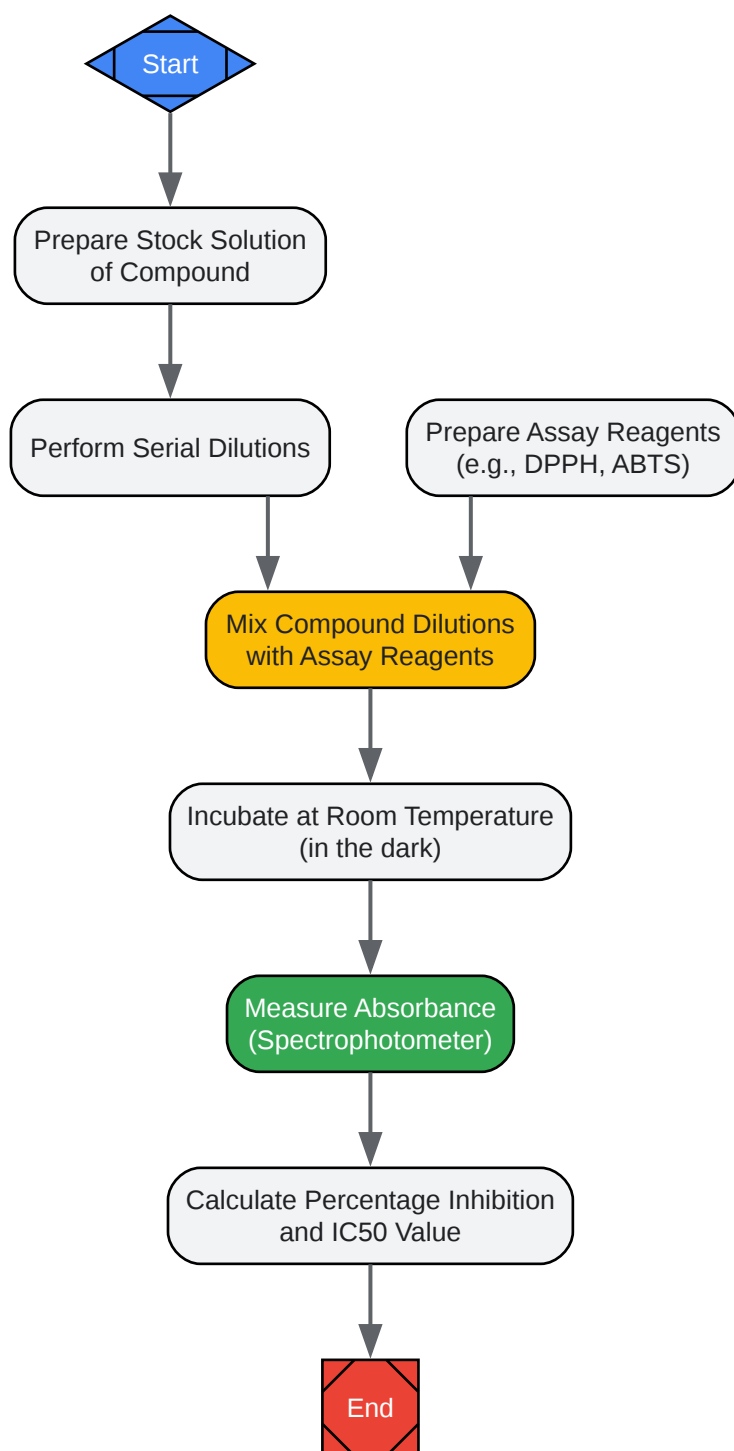 Start
Prepare Stock Solution
of Compound
Perform Serial Dilutions
Prepare Assay Reagents
(e.g., DPPH, ABTS)
Mix Compound Dilutions
with Assay Reagents
Incubate at Room Temperature
(in the dark)
Measure Absorbance
(Spectrophotometer)
Calculate Percentage Inhibition
and IC50 Value
End